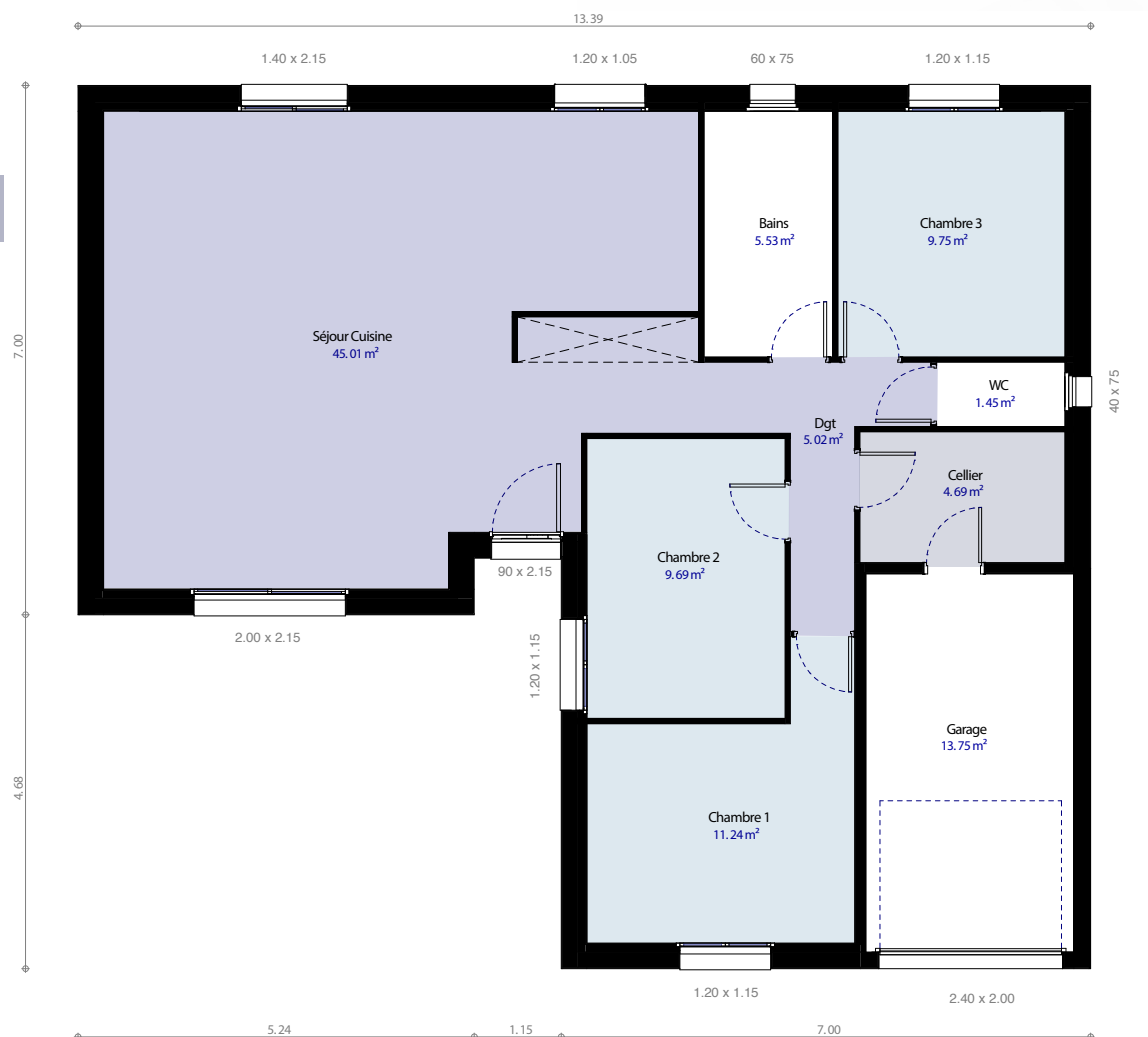 13.39
1.40 x 2.15
1.20 x 1.05
60 x 75
1.20 x 1.15
Bains
5.53 m²
Chambre 3
9.75 m²
7.00
Séjour Cuisine
45.01 m²
WC
1.45 m²
40 x 75
Dgt
5.02 m²
Cellier
4.69 m²
90 x 2.15
Chambre 2
9.69 m²
2.00 x 2.15
1.20 x 1.15
Garage
13.75 m²
4.68
Chambre 1
11.24 m²
1.20 x 1.15
2.40 x 2.00
5.24
1.15
7.00